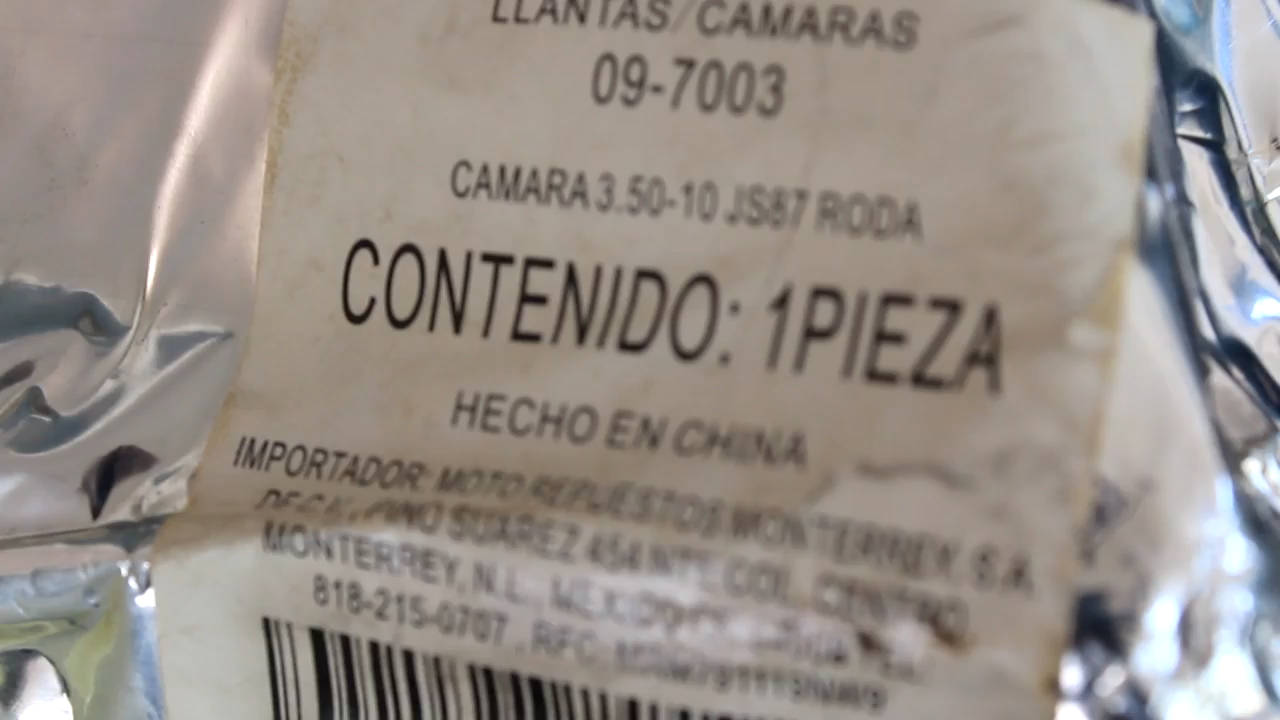 LLANTAS/CAMARAS
09-7003
CAMARA 3.50-10 JS87 RODA
CONTENIDO: 1PIEZA
HECHO EN CHINA
IMPORTADOR: MOTO REPUESTOS MONTERREY, S.A.
PINO SUAREZ 454 NTE. COL. CENTRO
MONTERREY, N.L., MEXICO
818-215-0707 , RFC: